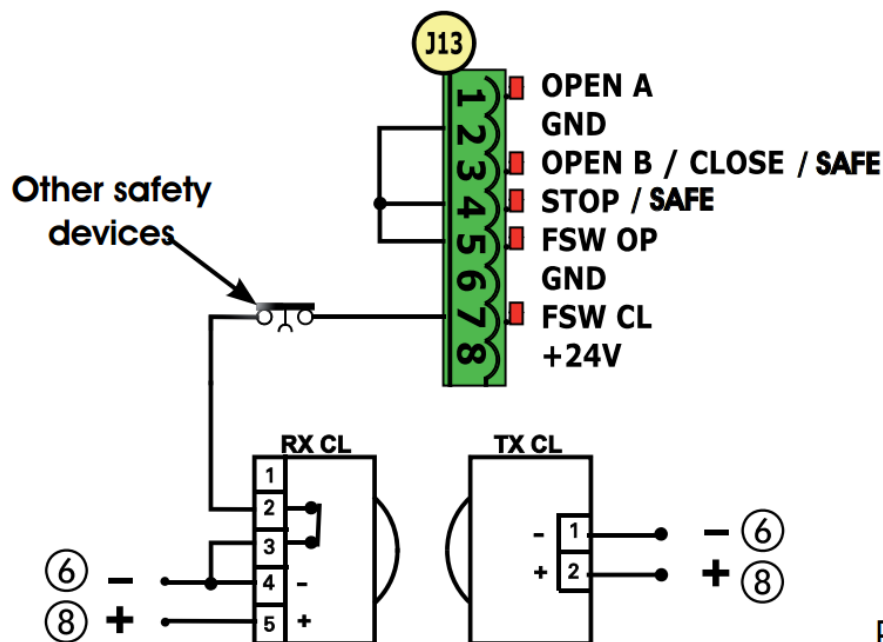 J13
1 OPEN A
2 GND
3 OPEN B / CLOSE / SAFE
4 STOP / SAFE
5 FSW OP
6 GND
7 FSW CL
8 +24V
Other safety
devices
RX CL
1
2
3
4 -
5 +
6 -
8 +
TX CL
- 1
+ 2
- 6
+ 8